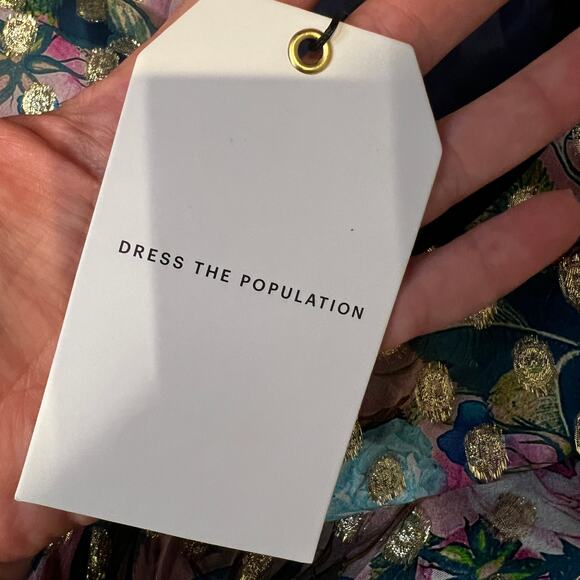 DRESS THE POPULATION